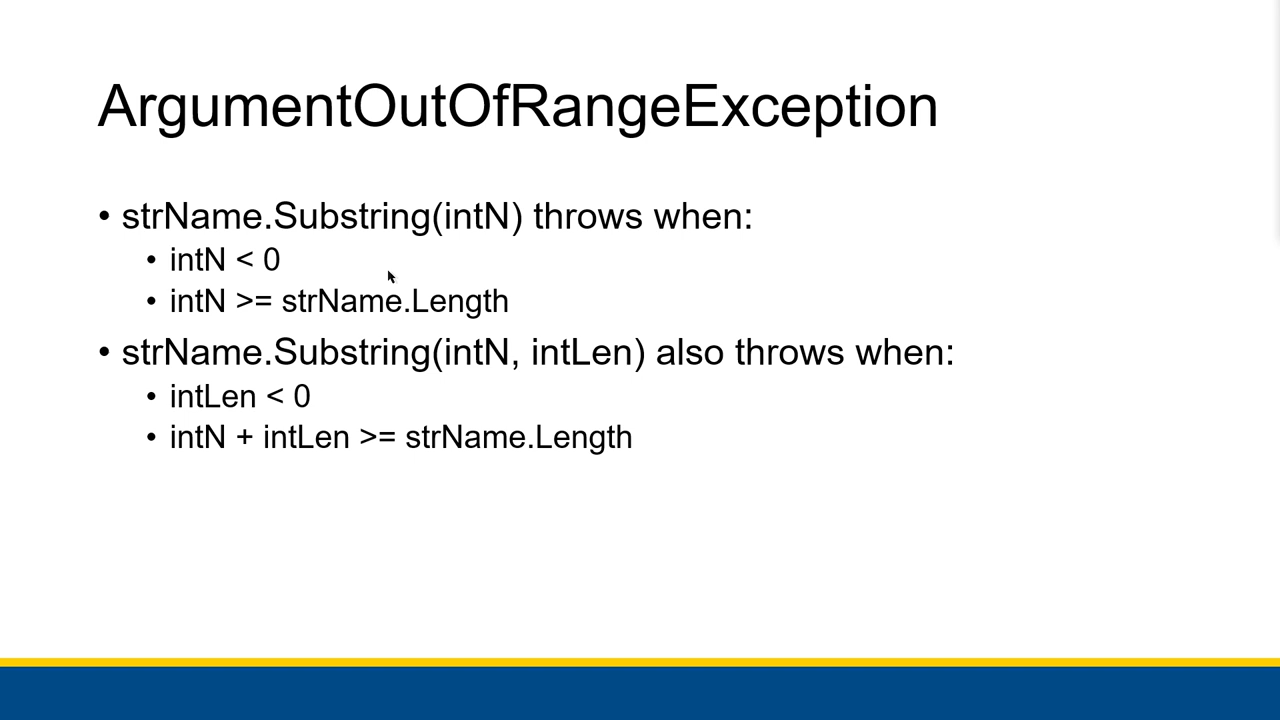 ArgumentOutOfRangeException
• strName.Substring(intN) throws when:
• intN < 0
• intN >= strName.Length
• strName.Substring(intN, intLen) also throws when:
• intLen < 0
• intN + intLen >= strName.Length